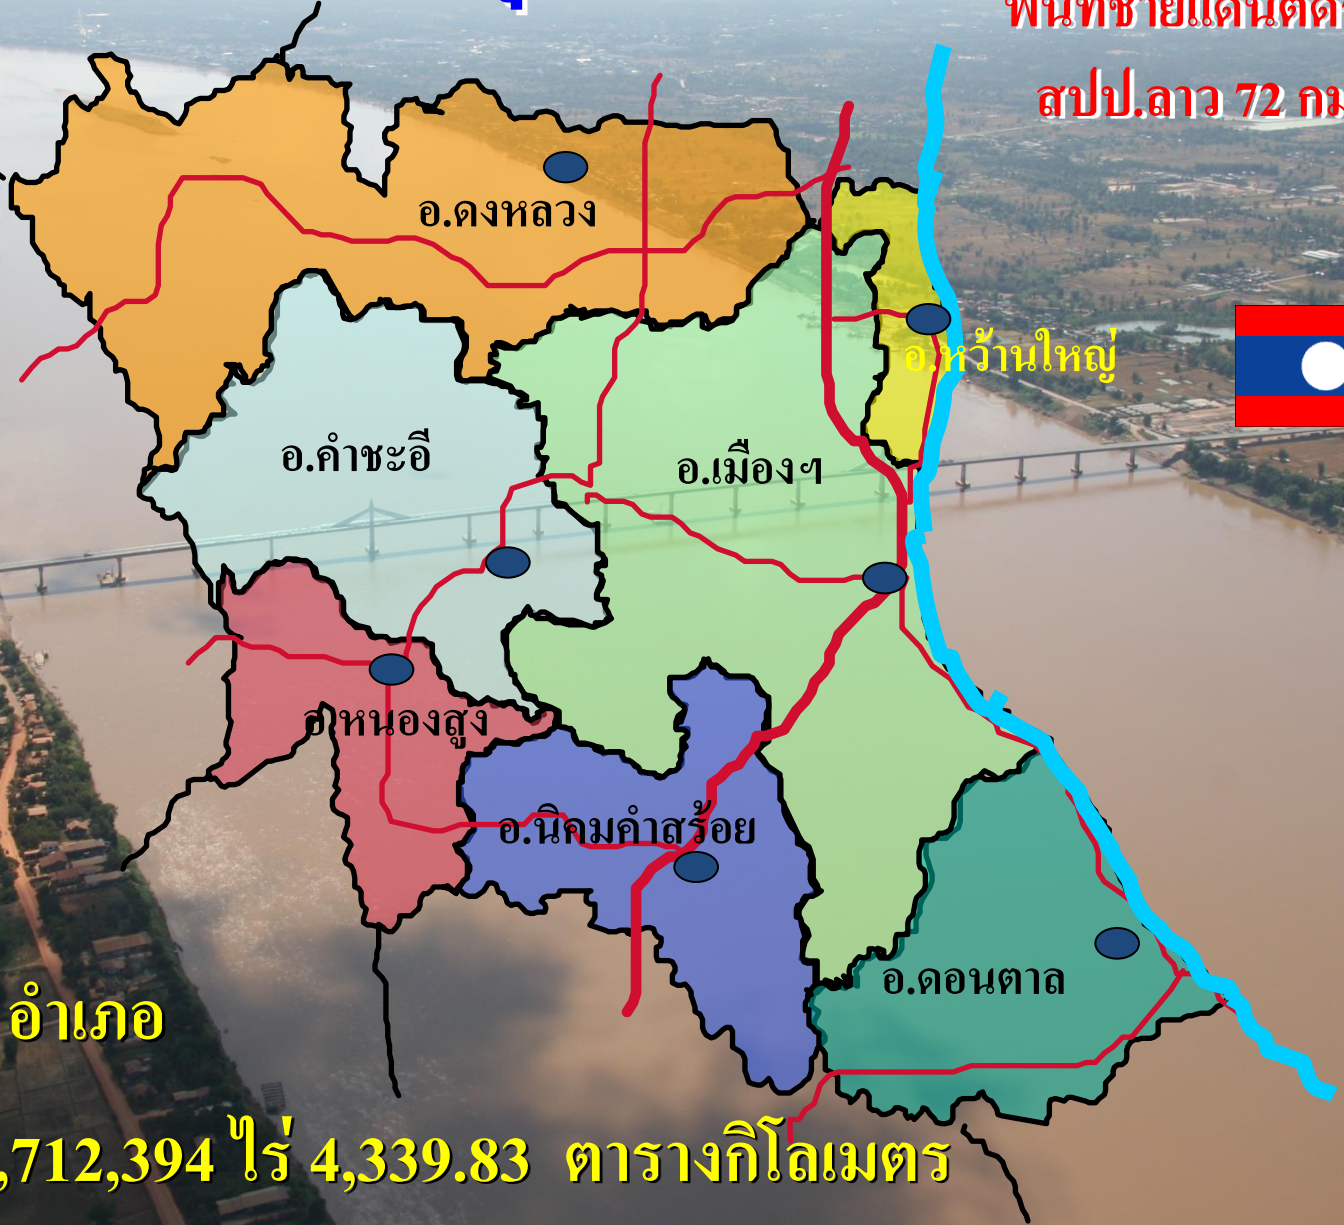 สปป.ลาว 72 กม
อ.ดงหลวง
อ.หว้านใหญ่
อ.คำชะอี
อ.เมืองฯ
อ.หนองสูง
อ.นิคมคำสร้อย
อ.ดอนตาล
อำเภอ
,712,394 ไร่ 4,339.83 ตารางกิโลเมตร